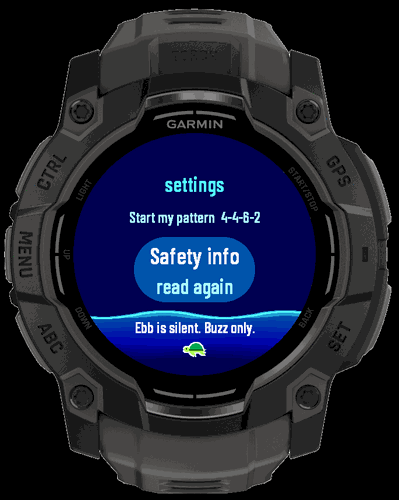 GARMIN
CTRL
LIGHT
GPS
START/STOP
MENU
UP
settings
Start my pattern 4-4-6-2
Safety info
read again
Ebb is silent. Buzz only.
ABC
DOWN
SET
BACK